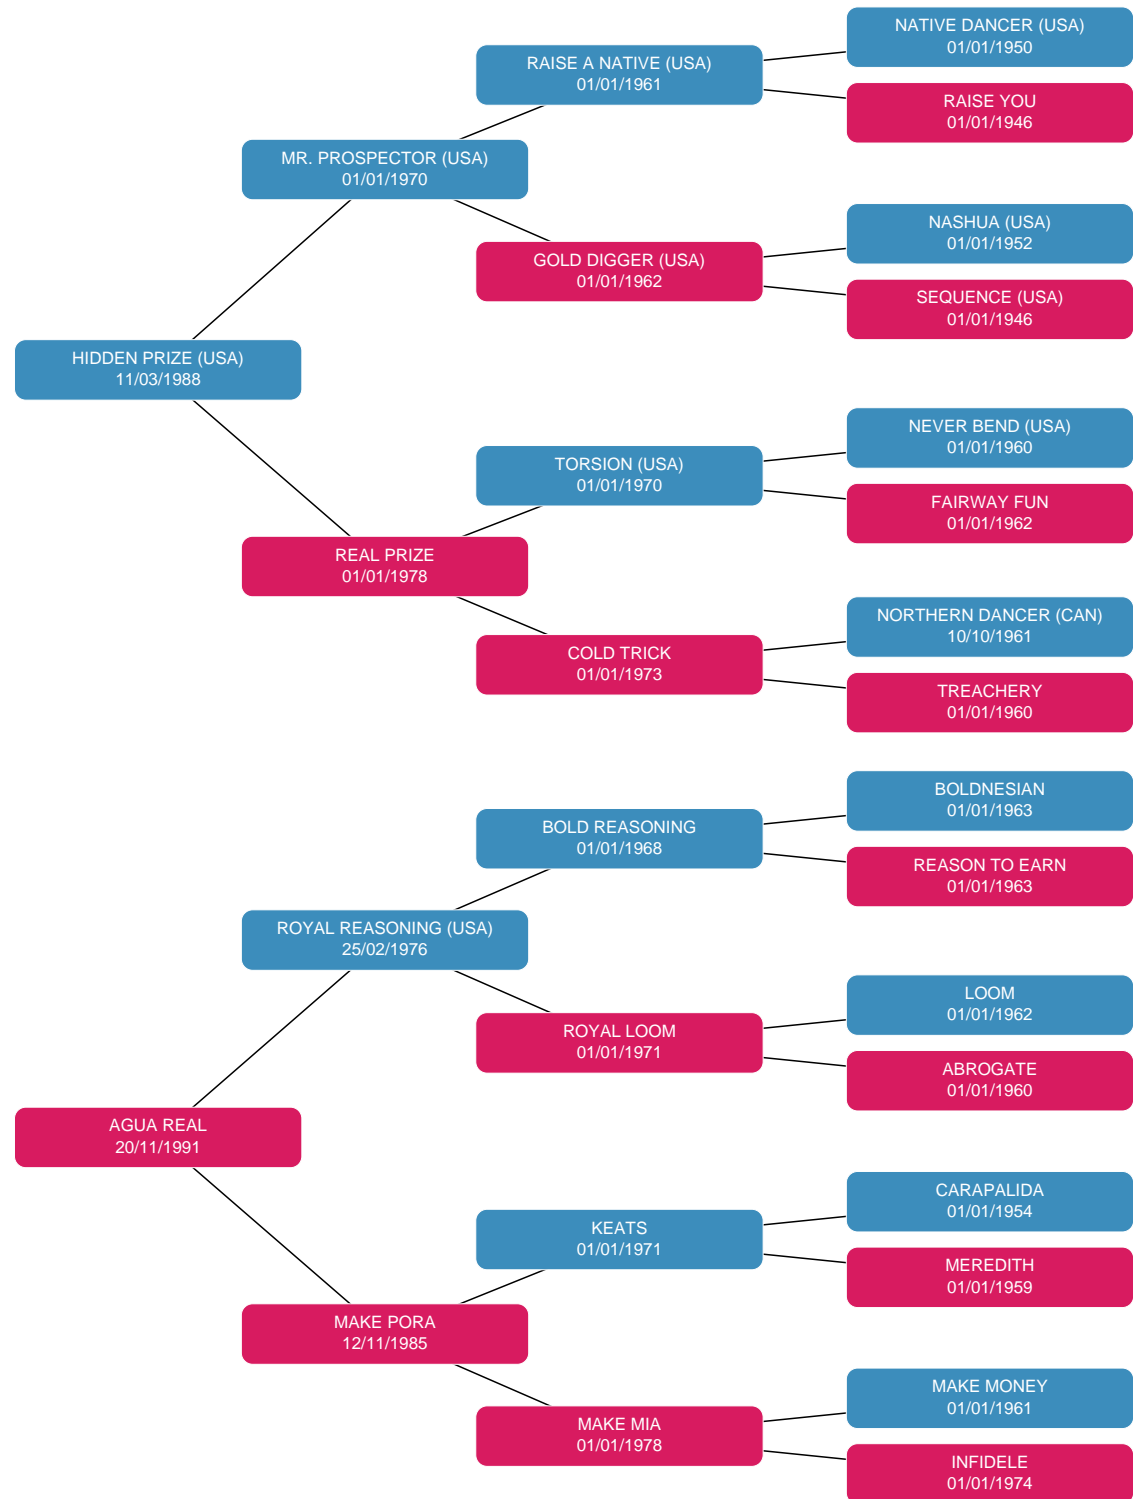 NATIVE DANCER (USA)
01/01/1950
RAISE A NATIVE (USA)
01/01/1961
RAISE YOU
01/01/1946
MR. PROSPECTOR (USA)
01/01/1970
NASHUA (USA)
01/01/1952
GOLD DIGGER (USA)
01/01/1962
SEQUENCE (USA)
01/01/1946
HIDDEN PRIZE (USA)
11/03/1988
NEVER BEND (USA)
01/01/1960
TORSION (USA)
01/01/1970
FAIRWAY FUN
01/01/1962
REAL PRIZE
01/01/1978
NORTHERN DANCER (CAN)
10/10/1961
COLD TRICK
01/01/1973
TREACHERY
01/01/1960
BOLDNESIAN
01/01/1963
BOLD REASONING
01/01/1968
REASON TO EARN
01/01/1963
ROYAL REASONING (USA)
25/02/1976
LOOM
01/01/1962
ROYAL LOOM
01/01/1971
ABROGATE
01/01/1960
AGUA REAL
20/11/1991
CARAPALIDA
01/01/1954
KEATS
01/01/1971
MEREDITH
01/01/1959
MAKE PORA
12/11/1985
MAKE MONEY
01/01/1961
MAKE MIA
01/01/1978
INFIDELE
01/01/1974